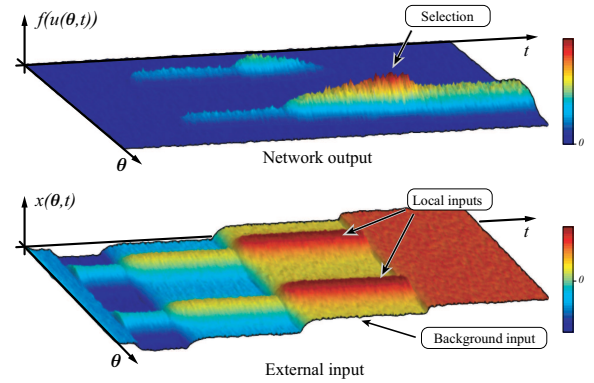 f(u(θ,t))
Selection
t
0
θ
Network output
x(θ,t)
Local inputs
t
0
θ
Background input
External input